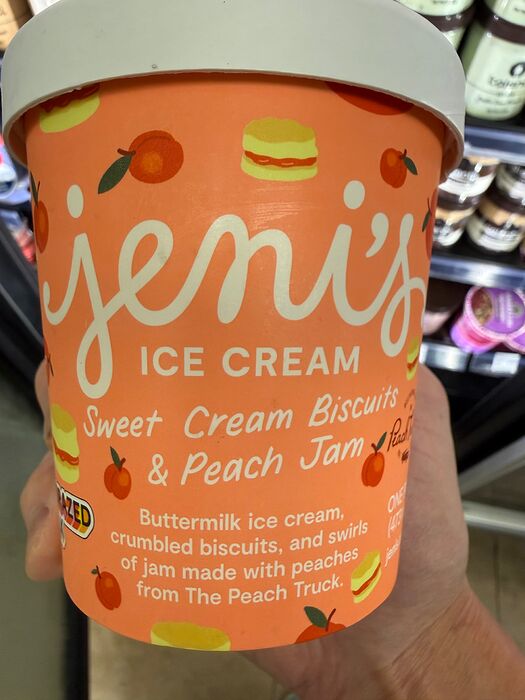 jeni's
ICE CREAM
Sweet Cream Biscuits
& Peach Jam
Buttermilk ice cream,
crumbled biscuits, and swirls
of jam made with peaches
from The Peach Truck.
ONE